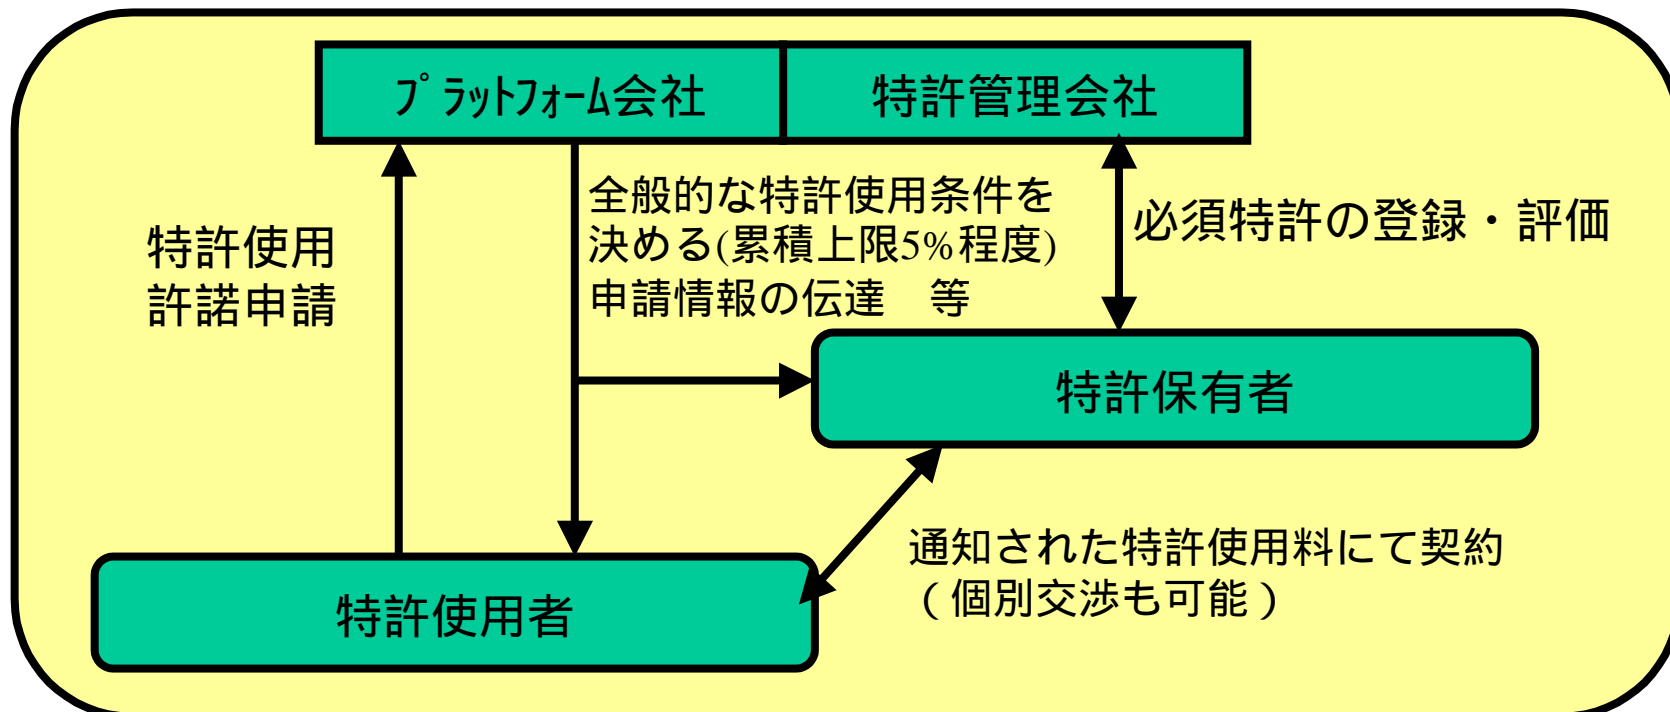 ﾌﾟﾗｯﾄﾌｫｰﾑ会社
特許管理会社
特許使用
許諾申請
全般的な特許使用条件を
決める(累積上限5%程度)
申請情報の伝達　等
必須特許の登録・評価
特許保有者
通知された特許使用料にて契約
（個別交渉も可能）
特許使用者